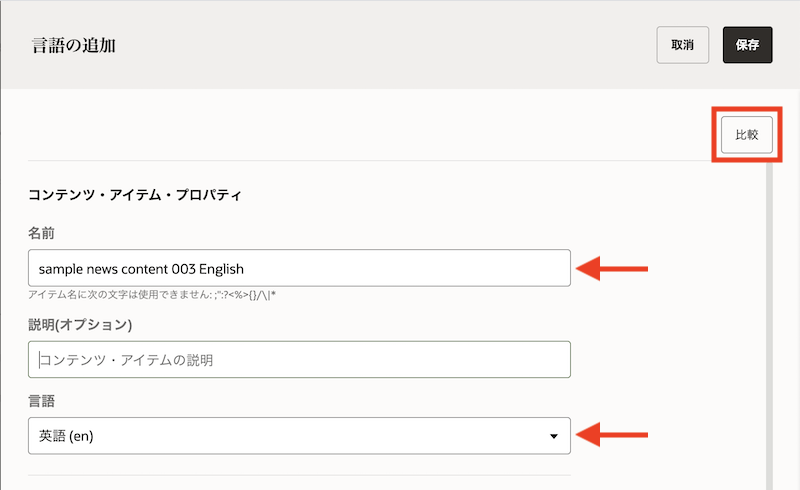 言語の追加
取消
保存
比較
コンテンツ・アイテム・プロパティ
名前
sample news content 003 English
アイテム名に次の文字は使用できません: ;'':?<%>{}/\|*
説明(オプション)
コンテンツ・アイテムの説明
言語
英語 (en)